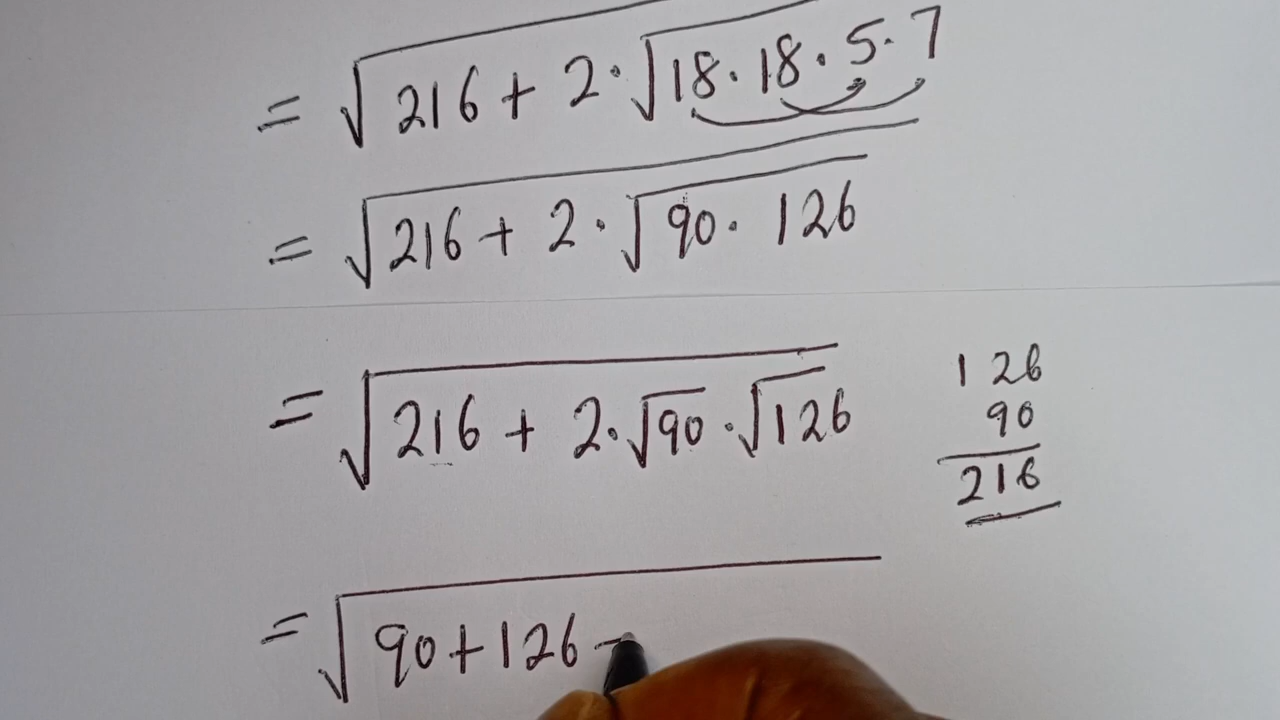 = √216 + 2·√18·18·5·7
= √216 + 2·√90·126
= √216 + 2·√90·√126
126
90
216
= √90+126